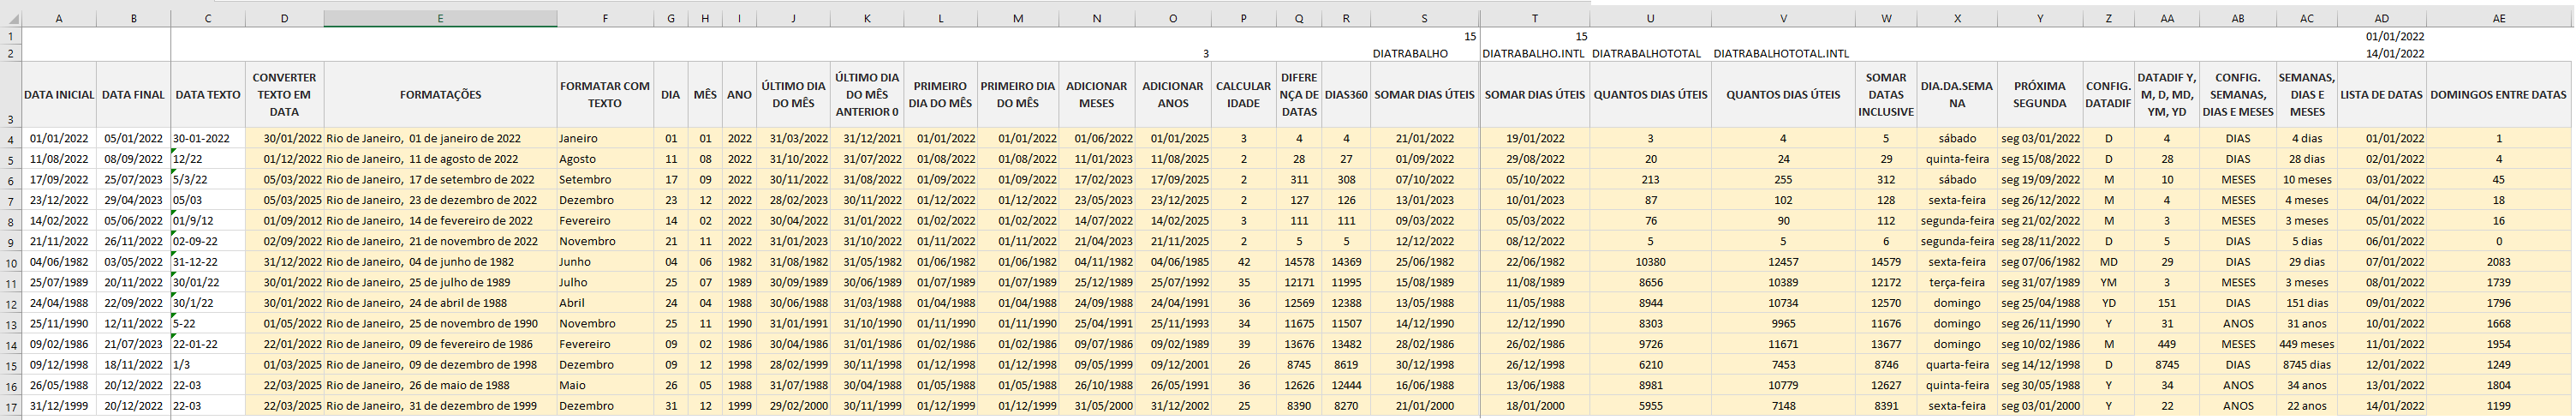 A B C D E F G H I J K L M N O P Q R S T U V W X Y Z AA AB AC AD AE
1 15 15 01/01/2022
2 3 DIATRABALHO DIATRABALHO.INTL DIATRABALHOTOTAL DIATRABALHOTOTAL.INTL 14/01/2022
3 DATA INICIAL DATA FINAL DATA TEXTO CONVERTER TEXTO EM DATA FORMATAÇÕES FORMATAR COM TEXTO DIA MÊS ANO ÚLTIMO DIA DO MÊS ÚLTIMO DIA DO MÊS ANTERIOR 0 PRIMEIRO DIA DO MÊS PRIMEIRO DIA DO MÊS ADICIONAR MESES ADICIONAR ANOS CALCULAR IDADE DIFERE NÇA DE DATAS DIAS360 SOMAR DIAS ÚTEIS SOMAR DIAS ÚTEIS QUANTOS DIAS ÚTEIS QUANTOS DIAS ÚTEIS SOMAR DATAS INCLUSIVE DIA.DA.SEMA NA PRÓXIMA SEGUNDA CONFIG. DATADIF DATADIF Y, M, D, MD, YM, YD CONFIG. SEMANAS, DIAS E MESES SEMANAS, DIAS E MESES LISTA DE DATAS DOMINGOS ENTRE DATAS
4 01/01/2022 05/01/2022 30-01-2022 30/01/2022 Rio de Janeiro, 01 de janeiro de 2022 Janeiro 01 01 2022 31/03/2022 31/12/2021 01/01/2022 01/01/2022 01/06/2022 01/01/2025 3 4 4 21/01/2022 19/01/2022 3 4 5 sábado seg 03/01/2022 D 4 DIAS 4 dias 01/01/2022 1
5 11/08/2022 08/09/2022 12/22 01/12/2022 Rio de Janeiro, 11 de agosto de 2022 Agosto 11 08 2022 31/10/2022 31/07/2022 01/08/2022 01/08/2022 11/01/2023 11/08/2025 2 28 27 01/09/2022 29/08/2022 20 24 29 quinta-feira seg 15/08/2022 D 28 DIAS 28 dias 02/01/2022 4
6 17/09/2022 25/07/2023 5/3/22 05/03/2022 Rio de Janeiro, 17 de setembro de 2022 Setembro 17 09 2022 30/11/2022 31/08/2022 01/09/2022 01/09/2022 17/02/2023 17/09/2025 2 311 308 07/10/2022 05/10/2022 213 255 312 sábado seg 19/09/2022 M 10 MESES 10 meses 03/01/2022 45
7 23/12/2022 29/04/2023 05/03 05/03/2025 Rio de Janeiro, 23 de dezembro de 2022 Dezembro 23 12 2022 28/02/2023 30/11/2022 01/12/2022 01/12/2022 23/05/2023 23/12/2025 2 127 126 13/01/2023 10/01/2023 87 102 128 sexta-feira seg 26/12/2022 M 4 MESES 4 meses 04/01/2022 18
8 14/02/2022 05/06/2022 01/9/12 01/09/2012 Rio de Janeiro, 14 de fevereiro de 2022 Fevereiro 14 02 2022 30/04/2022 31/01/2022 01/02/2022 01/02/2022 14/07/2022 14/02/2025 3 111 111 09/03/2022 05/03/2022 76 90 112 segunda-feira seg 21/02/2022 M 3 MESES 3 meses 05/01/2022 16
9 21/11/2022 26/11/2022 02-09-22 02/09/2022 Rio de Janeiro, 21 de novembro de 2022 Novembro 21 11 2022 31/01/2023 31/10/2022 01/11/2022 01/11/2022 21/04/2023 21/11/2025 2 5 5 12/12/2022 08/12/2022 5 5 6 segunda-feira seg 28/11/2022 D 5 DIAS 5 dias 06/01/2022 0
10 04/06/1982 03/05/2022 31-12-22 31/12/2022 Rio de Janeiro, 04 de junho de 1982 Junho 04 06 1982 31/08/1982 31/05/1982 01/06/1982 01/06/1982 04/11/1982 04/06/1985 42 14578 14369 25/06/1982 22/06/1982 10380 12457 14579 sexta-feira seg 07/06/1982 MD 29 DIAS 29 dias 07/01/2022 2083
11 25/07/1989 20/11/2022 30/01/22 30/01/2022 Rio de Janeiro, 25 de julho de 1989 Julho 25 07 1989 30/09/1989 30/06/1989 01/07/1989 01/07/1989 25/12/1989 25/07/1992 35 12171 11995 15/08/1989 11/08/1989 8656 10389 12172 terça-feira seg 31/07/1989 YM 3 MESES 3 meses 08/01/2022 1739
12 24/04/1988 22/09/2022 30/1/22 30/01/2022 Rio de Janeiro, 24 de abril de 1988 Abril 24 04 1988 30/06/1988 31/03/1988 01/04/1988 01/04/1988 24/09/1988 24/04/1991 36 12569 12388 13/05/1988 11/05/1988 8944 10734 12570 domingo seg 25/04/1988 YD 151 DIAS 151 dias 09/01/2022 1796
13 25/11/1990 12/11/2022 5-22 01/05/2022 Rio de Janeiro, 25 de novembro de 1990 Novembro 25 11 1990 31/01/1991 31/10/1990 01/11/1990 01/11/1990 25/04/1991 25/11/1993 34 11675 11507 14/12/1990 12/12/1990 8303 9965 11676 domingo seg 26/11/1990 Y 31 ANOS 31 anos 10/01/2022 1668
14 09/02/1986 21/07/2023 22-01-22 22/01/2022 Rio de Janeiro, 09 de fevereiro de 1986 Fevereiro 09 02 1986 30/04/1986 31/01/1986 01/02/1986 01/02/1986 09/07/1986 09/02/1989 39 13676 13482 28/02/1986 26/02/1986 9726 11671 13677 domingo seg 10/02/1986 M 449 MESES 449 meses 11/01/2022 1954
15 09/12/1998 18/11/2022 1/3 01/03/2025 Rio de Janeiro, 09 de dezembro de 1998 Dezembro 09 12 1998 28/02/1999 30/11/1998 01/12/1998 01/12/1998 09/05/1999 09/12/2001 26 8745 8619 30/12/1998 26/12/1998 6210 7453 8746 quarta-feira seg 14/12/1998 D 8745 DIAS 8745 dias 12/01/2022 1249
16 26/05/1988 20/12/2022 22-03 22/03/2025 Rio de Janeiro, 26 de maio de 1988 Maio 26 05 1988 31/07/1988 30/04/1988 01/05/1988 01/05/1988 26/10/1988 26/05/1991 36 12626 12444 16/06/1988 13/06/1988 8981 10779 12627 quinta-feira seg 30/05/1988 Y 34 ANOS 34 anos 13/01/2022 1804
17 31/12/1999 20/12/2022 22-03 22/03/2025 Rio de Janeiro, 31 de dezembro de 1999 Dezembro 31 12 1999 29/02/2000 30/11/1999 01/12/1999 01/12/1999 31/05/2000 31/12/2002 25 8390 8270 21/01/2000 18/01/2000 5955 7148 8391 sexta-feira seg 03/01/2000 Y 22 ANOS 22 anos 14/01/2022 1199